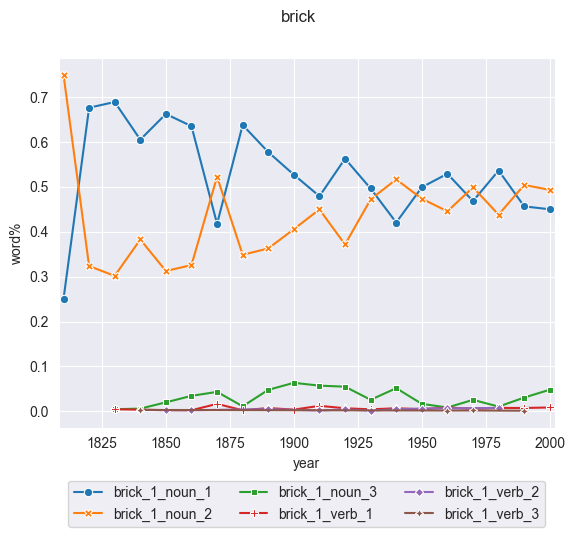 brick
0.7
0.6
0.5
0.4
0.3
0.2
0.1
0.0
word%
1825 1850 1875 1900 1925 1950 1975 2000
year
brick_1_noun_1 brick_1_noun_3 brick_1_verb_2
brick_1_noun_2 brick_1_verb_1 brick_1_verb_3